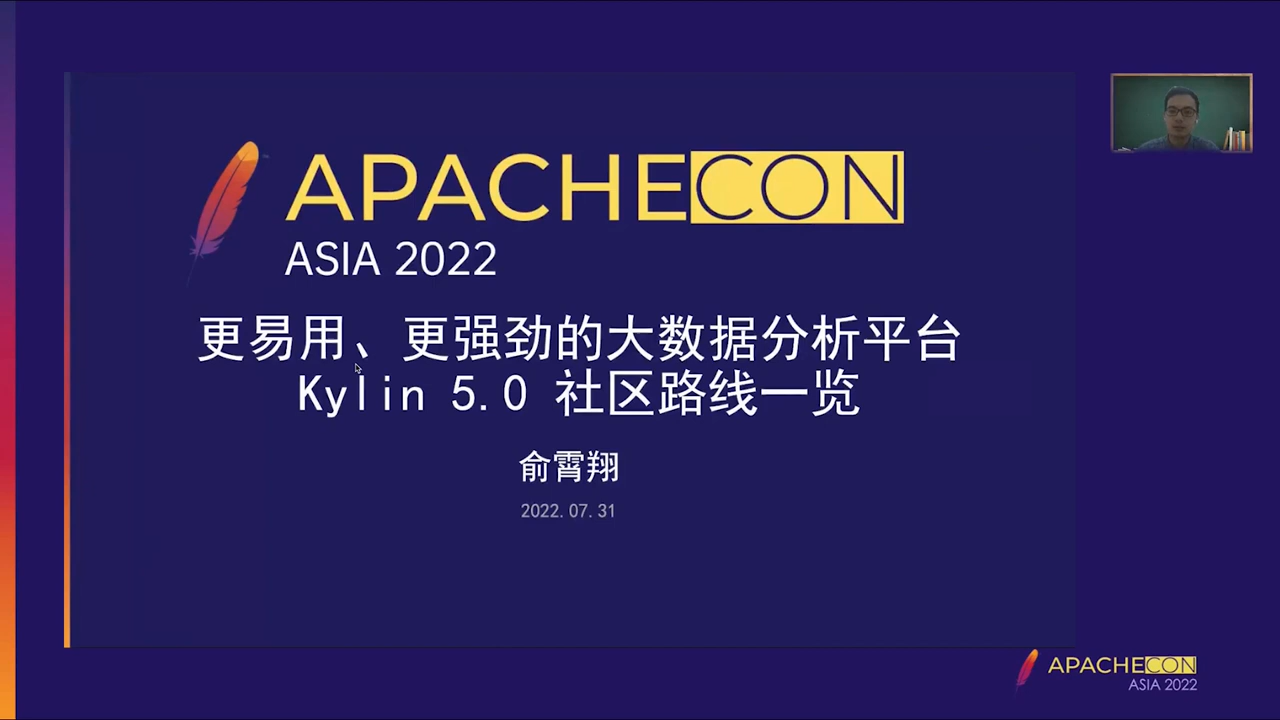 APACHECON
ASIA 2022
更易用、更强劲的大数据分析平台
Kylin 5.0 社区路线一览
俞霄翔
2022.07.31
APACHECON
ASIA 2022